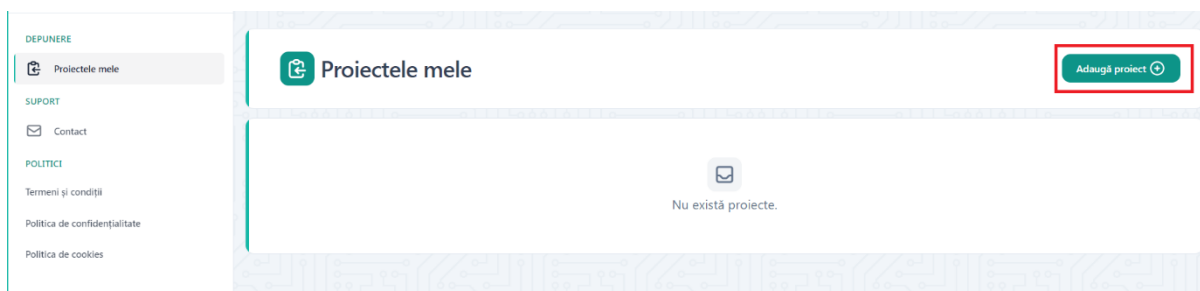 DEPUNERE
Proiectele mele
SUPORT
Contact
POLITICI
Termeni și condiții
Politica de confidențialitate
Politica de cookies
Proiectele mele
Adaugă proiect
Nu există proiecte.